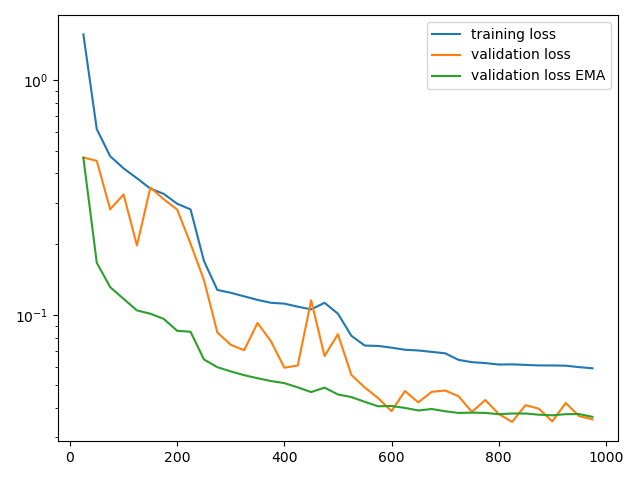 training loss
validation loss
validation loss EMA
10⁰
10⁻¹
0 200 400 600 800 1000